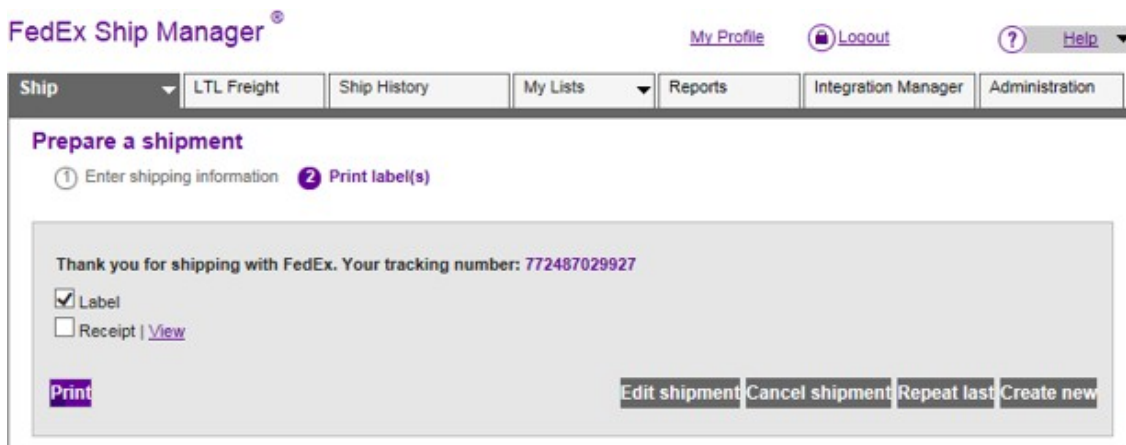 FedEx Ship Manager ®
My Profile Logout ? Help
Ship LTL Freight Ship History My Lists Reports Integration Manager Administration
Prepare a shipment
1 Enter shipping information 2 Print label(s)
Thank you for shipping with FedEx. Your tracking number: 772487029927
Label
Receipt | View
Print Edit shipment Cancel shipment Repeat last Create new